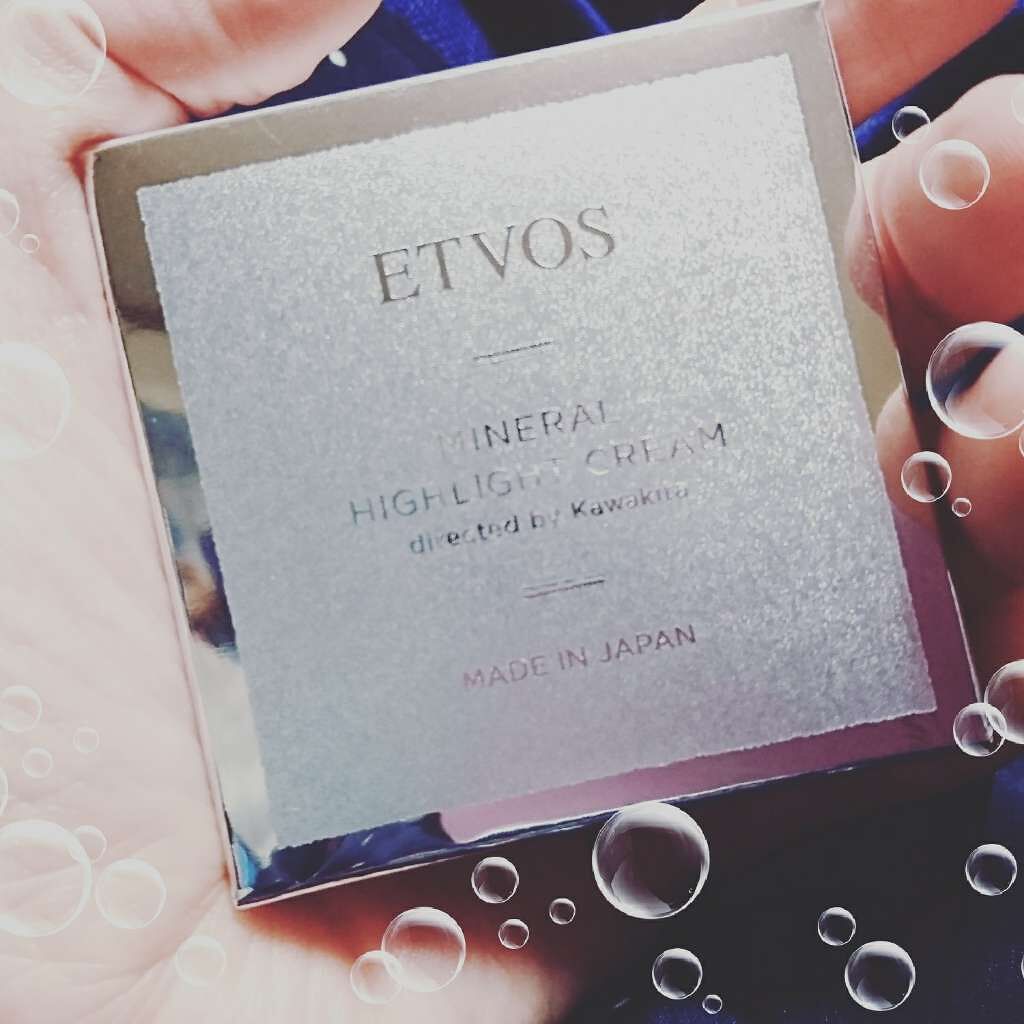 ETVOS
MINERAL
HIGHLIGHT CREAM
directed by Kawakita
MADE IN JAPAN